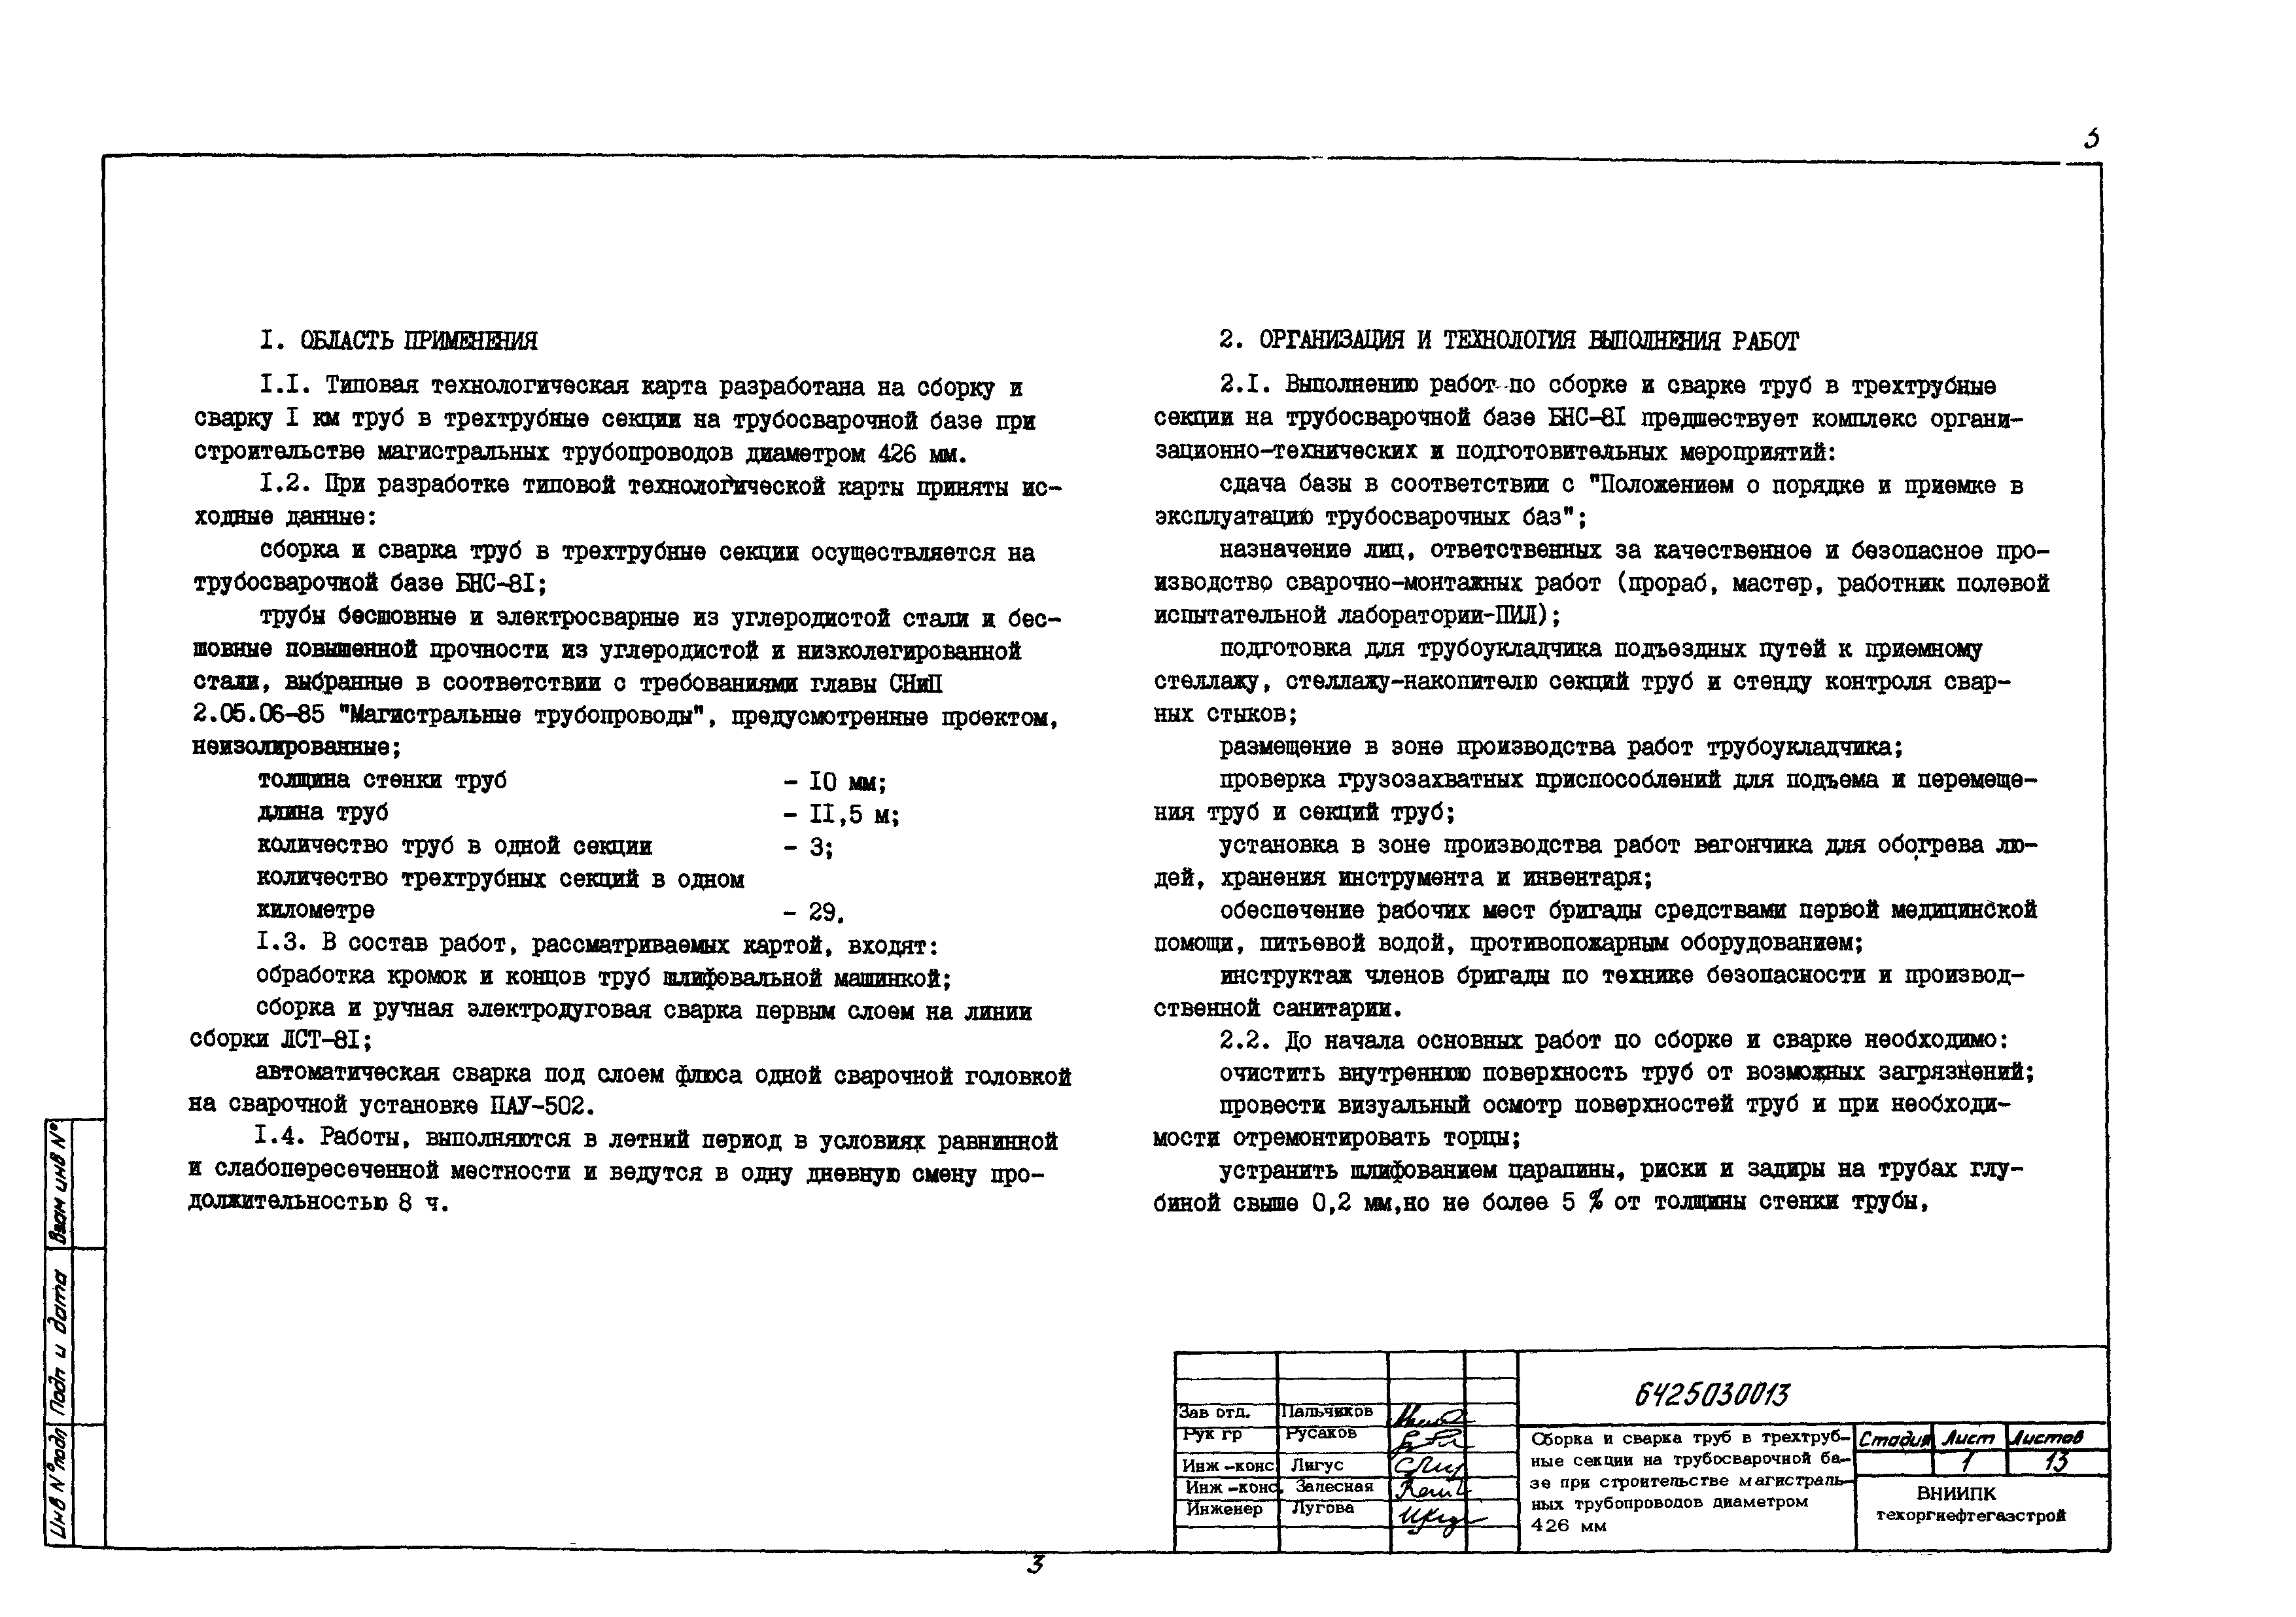 3
I. ОБЛАСТЬ ПРИМЕНЕНИЯ
I.I. Типовая технологическая карта разработана на сборку и
сварку I км труб в трехтрубные секции на трубосварочной базе при
строительстве магистральных трубопроводов диаметром 426 мм.
I.2. При разработке типовой технологической карты приняты ис-
ходные данные:
сборка и сварка труб в трехтрубные секции осуществляется на
трубосварочной базе БНС-8I;
трубы бесшовные и электросварные из углеродистой стали и бес-
шовные повышенной прочности из углеродистой и низколегированной
стали, выбранные в соответствии с требованиями главы СНиП
2.05.06-85 "Магистральные трубопроводы", предусмотренные проектом,
неизолированные;
толщина стенки труб - I0 мм;
длина труб - II,5 м;
количество труб в одной секции - 3;
количество трехтрубных секций в одном
километре - 29.
I.3. В состав работ, рассматриваемых картой, входят:
обработка кромок и концов труб шлифовальной машинкой;
сборка и ручная электродуговая сварка первым слоем на линии
сборки ЛСТ-8I;
автоматическая сварка под слоем флюса одной сварочной головкой
на сварочной установке ПАУ-502.
I.4. Работы, выполняются в летний период в условиях равнинной
и слабопересеченной местности и ведутся в одну дневную смену про-
должительностью 8 ч.
2. ОРГАНИЗАЦИЯ И ТЕХНОЛОГИЯ ВЫПОЛНЕНИЯ РАБОТ
2.I. Выполнению работ по сборке и сварке труб в трехтрубные
секции на трубосварочной базе БНС-8I предшествует комплекс органи-
зационно-технических и подготовительных мероприятий:
сдача базы в соответствии с "Положением о порядке и приемке в
эксплуатацию трубосварочных баз";
назначение лиц, ответственных за качественное и безопасное про-
изводство сварочно-монтажных работ (прораб, мастер, работник полевой
испытательной лаборатории-ПИЛ);
подготовка для трубоукладчика подъездных путей к приемному
стеллажу, стеллажу-накопителю секций труб и стенду контроля свар-
ных стыков;
размещение в зоне производства работ трубоукладчика;
проверка грузозахватных приспособлений для подъема и перемеще-
ния труб и секций труб;
установка в зоне производства работ вагончика для обогрева лю-
дей, хранения инструмента и инвентаря;
обеспечение рабочих мест бригады средствами первой медицинской
помощи, питьевой водой, противопожарным оборудованием;
инструктаж членов бригады по технике безопасности и производ-
ственной санитарии.
2.2. До начала основных работ по сборке и сварке необходимо:
очистить внутреннюю поверхность труб от возможных загрязнений;
провести визуальный осмотр поверхностей труб и при необходи-
мости отремонтировать торцы;
устранить шлифованием царапины, риски и задиры на трубах глу-
биной свыше 0,2 мм,но не более 5 % от толщины стенки трубы,
Взам инв №
Подп и дата
Инв № подл
Зав отд. Пальчиков
Рук гр Русаков
Инж-конс Лигус
Инж-конс. Залесная
Инженер Лугова
6425030013
Сборка и сварка труб в трехтруб-
ные секции на трубосварочной ба-
зе при строительстве магистраль-
ных трубопроводов диаметром
426 мм
Стадия Лист Листов
1 13
ВНИИПК
техоргнефтегазстрой
3